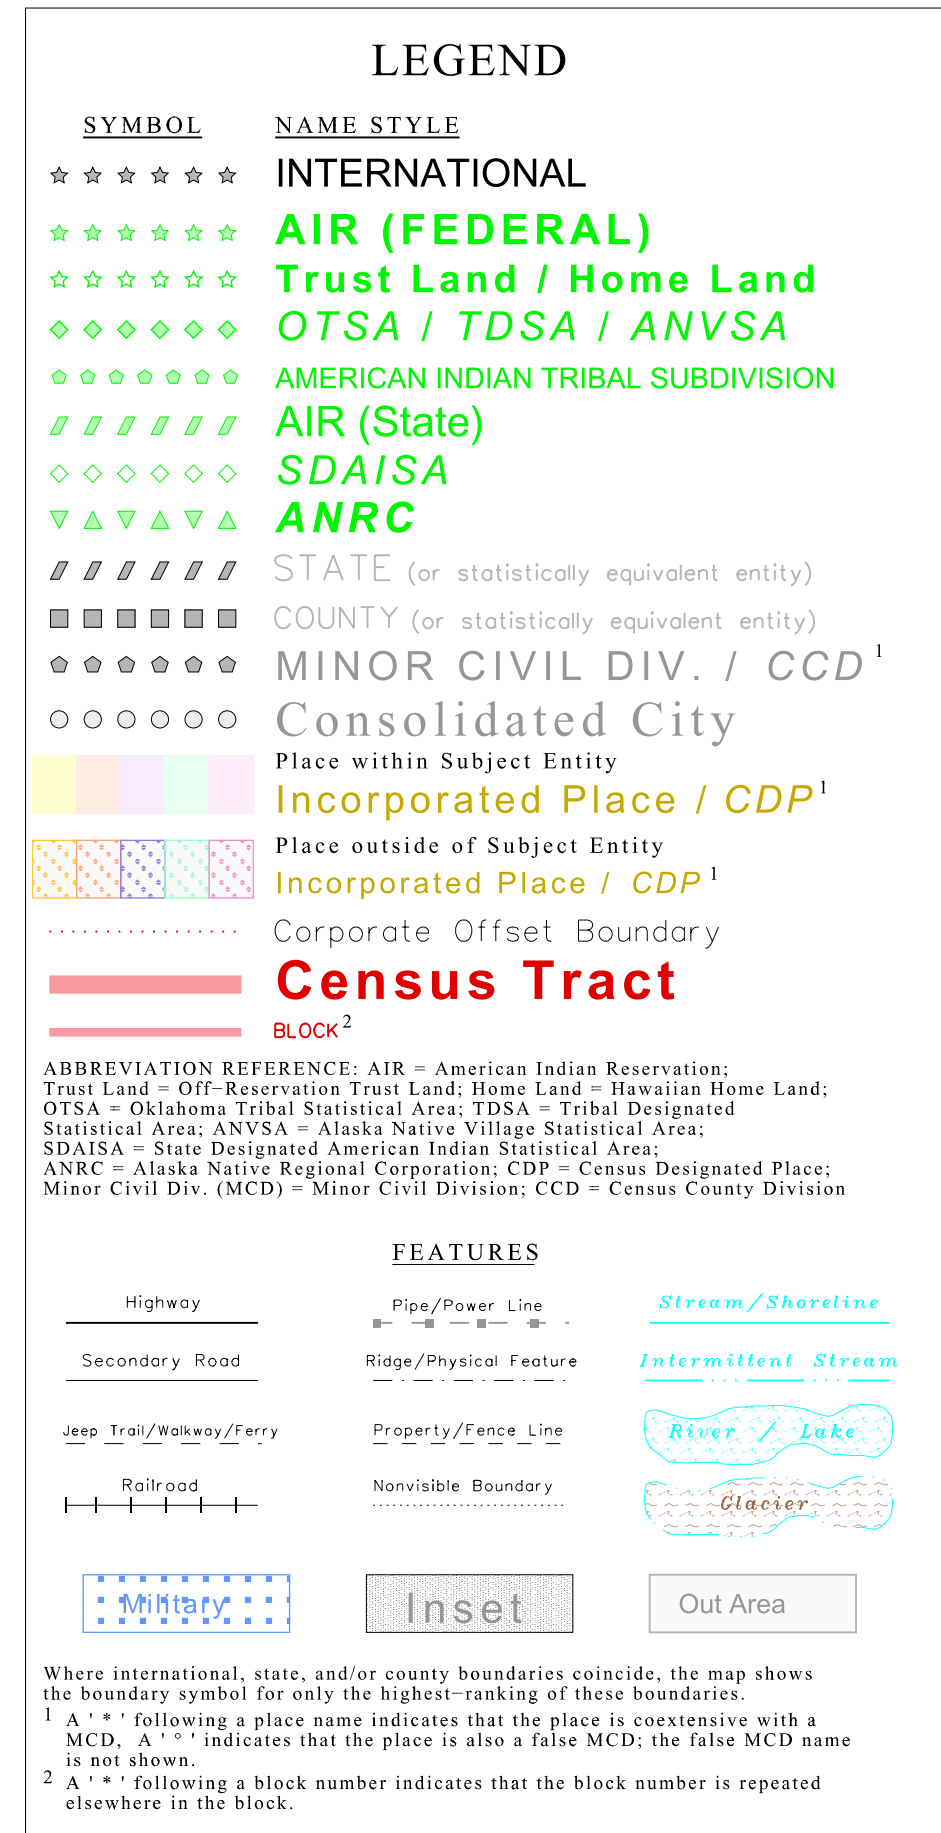 LEGEND
SYMBOL NAME STYLE
INTERNATIONAL
AIR (FEDERAL)
Trust Land / Home Land
OTSA / TDSA / ANVSA
AMERICAN INDIAN TRIBAL SUBDIVISION
AIR (State)
SDAISA
ANRC
STATE (or statistically equivalent entity)
COUNTY (or statistically equivalent entity)
MINOR CIVIL DIV. / CCD 1
Consolidated City
Place within Subject Entity
Incorporated Place / CDP 1
Place outside of Subject Entity
Incorporated Place / CDP 1
Corporate Offset Boundary
Census Tract
BLOCK 2
ABBREVIATION REFERENCE: AIR = American Indian Reservation;
Trust Land = Off−Reservation Trust Land; Home Land = Hawaiian Home Land;
OTSA = Oklahoma Tribal Statistical Area; TDSA = Tribal Designated
Statistical Area; ANVSA = Alaska Native Village Statistical Area;
SDAISA = State Designated American Indian Statistical Area;
ANRC = Alaska Native Regional Corporation; CDP = Census Designated Place;
Minor Civil Div. (MCD) = Minor Civil Division; CCD = Census County Division
FEATURES
Highway
Pipe/Power Line
Stream/Shoreline
Secondary Road
Ridge/Physical Feature
Intermittent Stream
Jeep Trail/Walkway/Ferry
Property/Fence Line
River / Lake
Railroad
Nonvisible Boundary
Glacier
Military
Inset
Out Area
Where international, state, and/or county boundaries coincide, the map shows
the boundary symbol for only the highest−ranking of these boundaries.
1 A ' * ' following a place name indicates that the place is coextensive with a
MCD, A ' ° ' indicates that the place is also a false MCD; the false MCD name
is not shown.
2 A ' * ' following a block number indicates that the block number is repeated
elsewhere in the block.